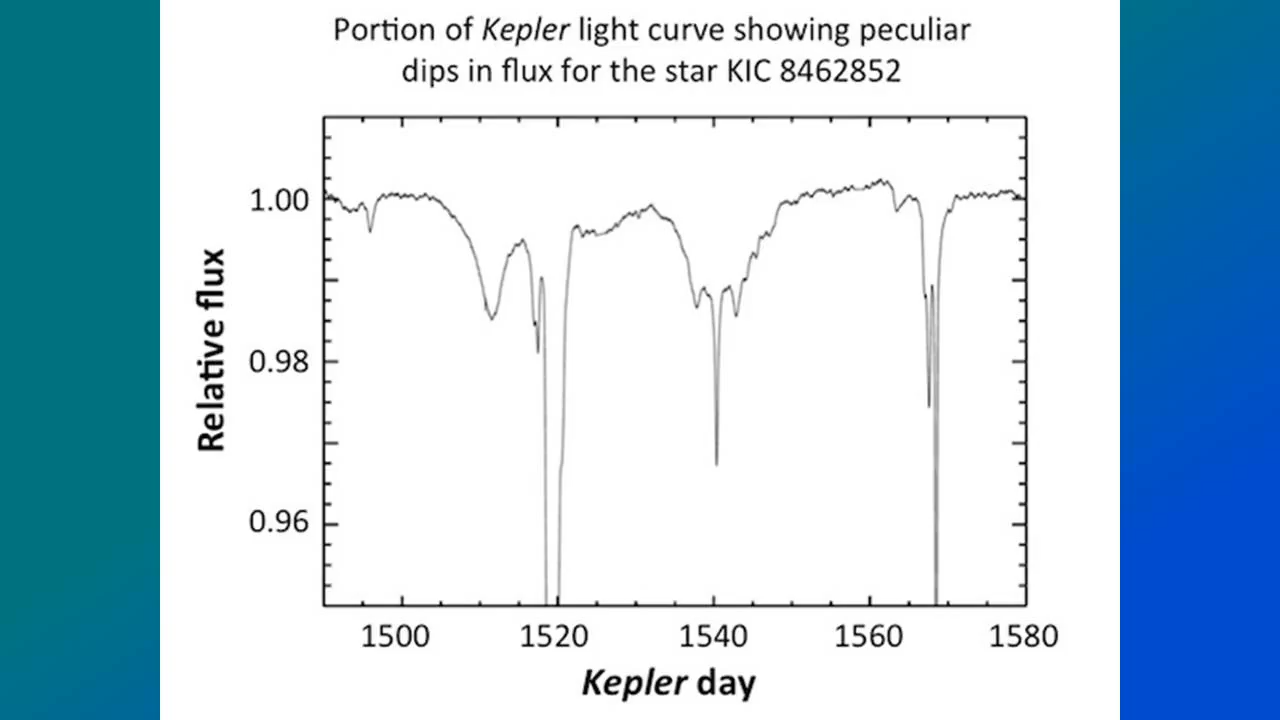 Portion of Kepler light curve showing peculiar
dips in flux for the star KIC 8462852
1.00
0.98
0.96
Relative flux
1500 1520 1540 1560 1580
Kepler day